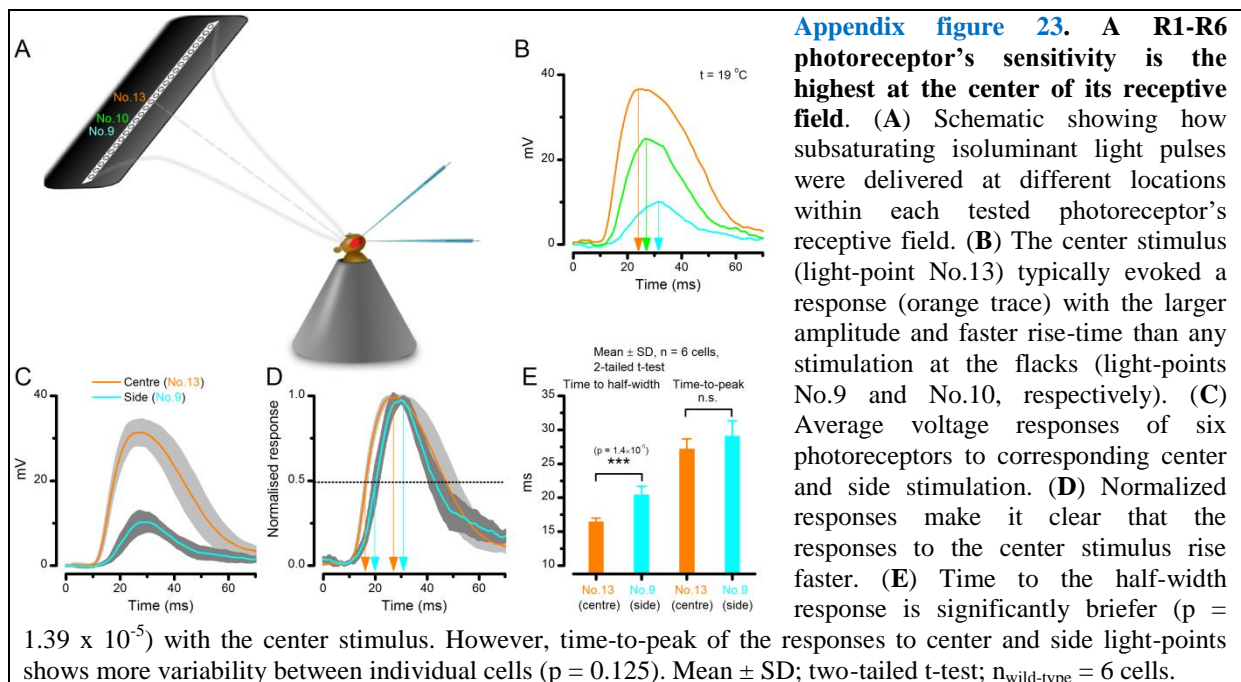 A
No.13
No.10
No.9
B
t = 19 °C
40
20
0
mV
0 20 40 60
Time (ms)
Appendix figure 23. A R1-R6
photoreceptor's sensitivity is the
highest at the center of its receptive
field. (A) Schematic showing how
subsaturating isoluminant light pulses
were delivered at different locations
within each tested photoreceptor's
receptive field. (B) The center stimulus
(light-point No.13) typically evoked a
response (orange trace) with the larger
amplitude and faster rise-time than any
stimulation at the flacks (light-points
No.9 and No.10, respectively). (C)
Average voltage responses of six
photoreceptors to corresponding center
and side stimulation. (D) Normalized
responses make it clear that the
responses to the center stimulus rise
faster. (E) Time to the half-width
response is significantly briefer (p =
1.39 x 10-5) with the center stimulus. However, time-to-peak of the responses to center and side light-points
shows more variability between individual cells (p = 0.125). Mean ± SD; two-tailed t-test; nwild-type = 6 cells.
C
Centre (No.13)
Side (No.9)
40
20
0
mV
0 20 40 60
Time (ms)
D
1.0
0.5
0.0
Normalised response
0 20 40 60
Time (ms)
E
Mean ± SD, n = 6 cells,
2-tailed t-test
Time to half-width
Time-to-peak
n.s.
(p = 1.4×10-5)
***
35
30
25
20
15
10
ms
No.13 No.9 No.13 No.9
(centre) (side) (centre) (side)